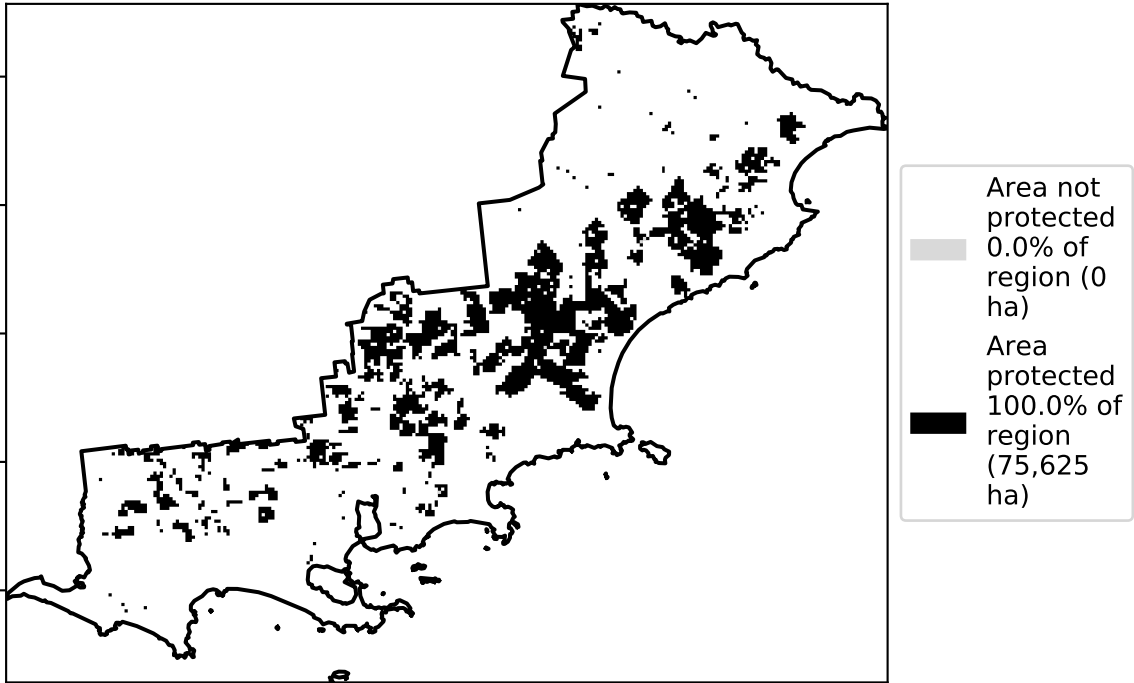 Area not
protected
0.0% of
region (0
ha)
Area
protected
100.0% of
region
(75,625
ha)